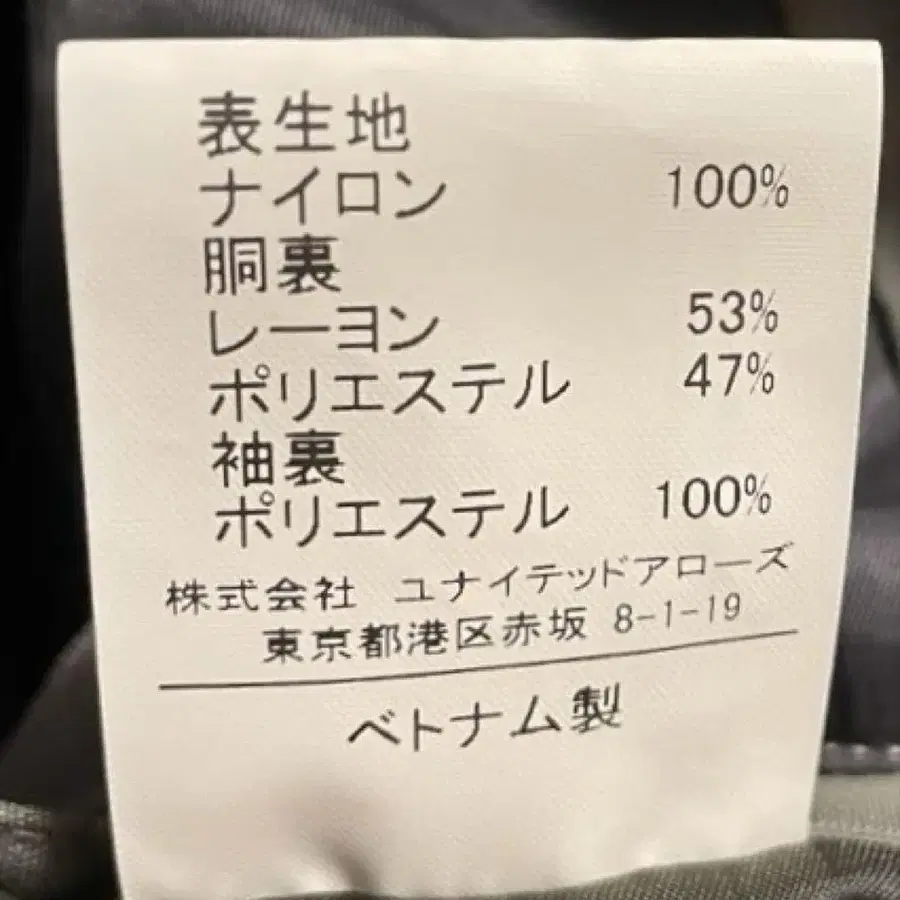 表生地
ナイロン 100%
胴裏
レーヨン 53%
ポリエステル 47%
袖裏
ポリエステル 100%
株式会社 ユナイテッドアローズ
東京都港区赤坂 8-1-19
ベトナム製